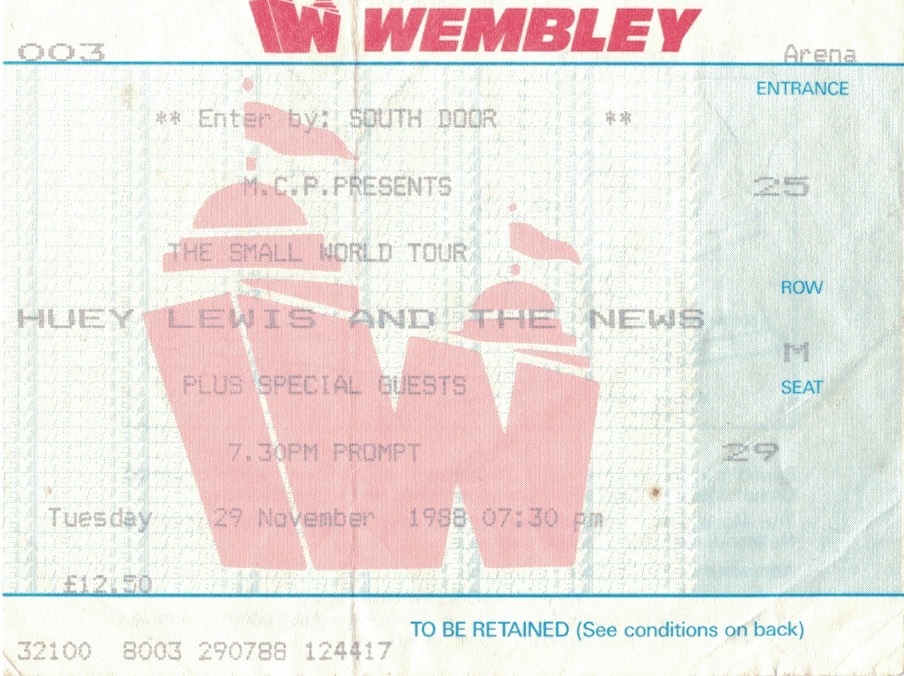 WEMBLEY
003
Arena
ENTRANCE
** Enter by: SOUTH DOOR **
M.C.P.PRESENTS
25
THE SMALL WORLD TOUR
ROW
HUEY LEWIS AND THE NEWS
M
PLUS SPECIAL GUESTS
SEAT
7.30PM PROMPT
29
Tuesday 29 November 1988 07:30 pm
£12.50
TO BE RETAINED (See conditions on back)
32100 8003 290788 124417